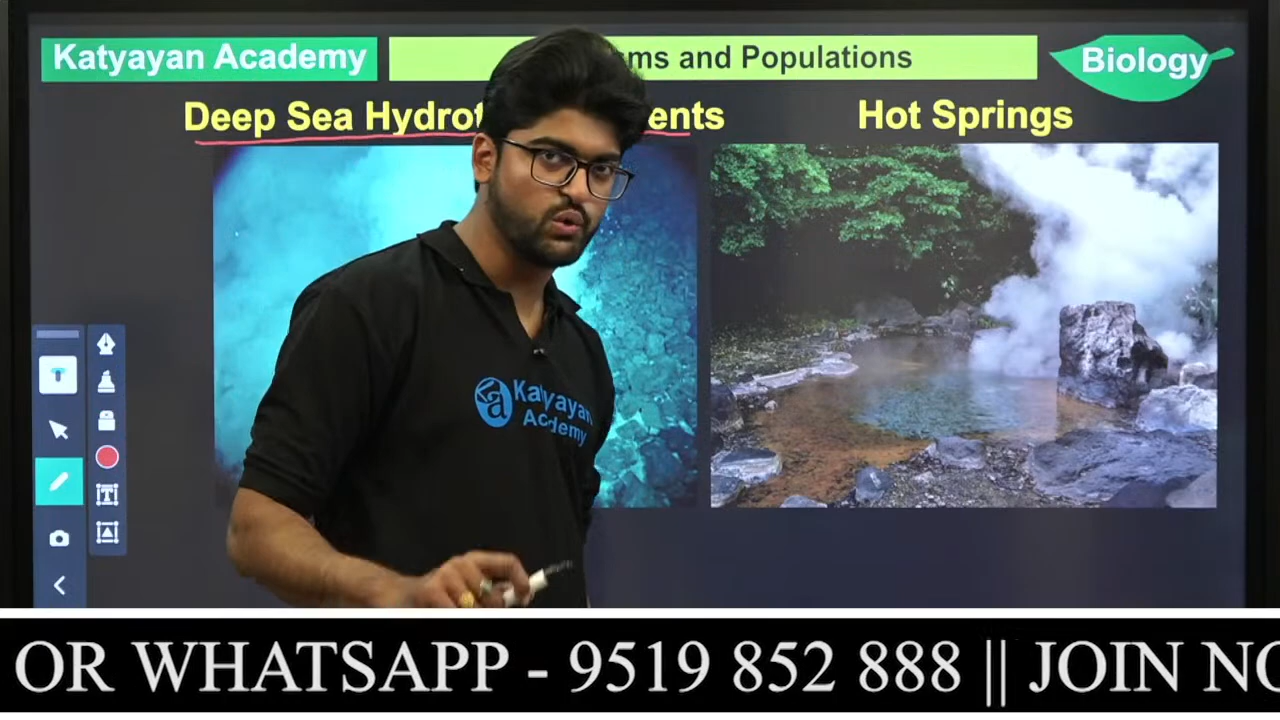 Katyayan Academy
ms and Populations
Biology
Deep Sea Hydrot ents
Hot Springs
Katyayan
Academy
OR WHATSAPP - 9519 852 888 || JOIN NO